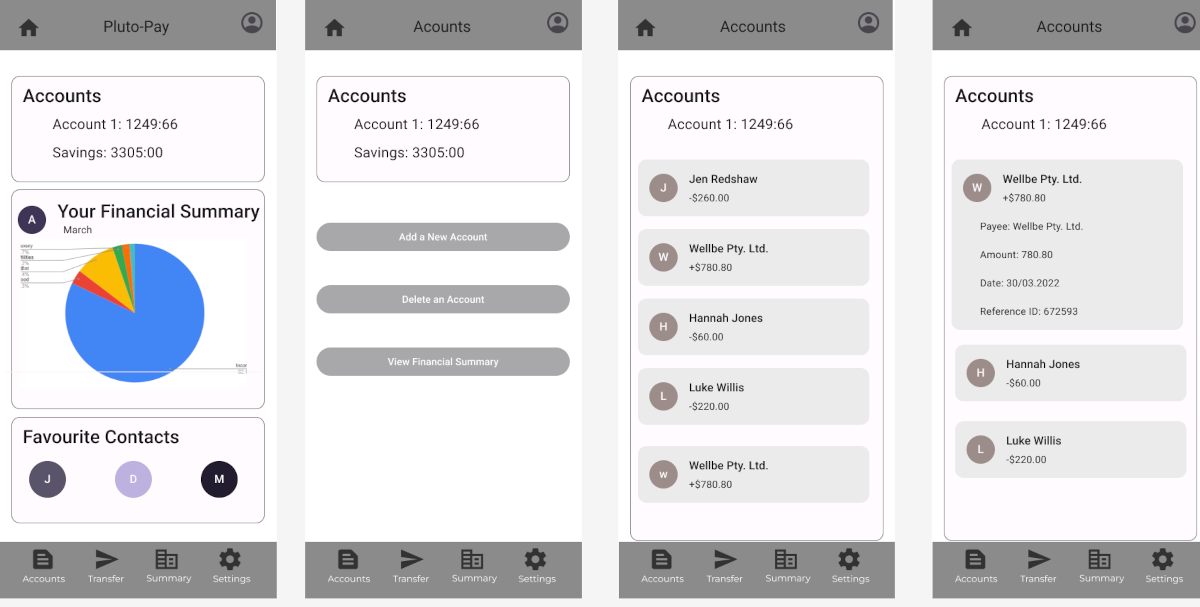 Pluto-Pay
Accounts
Account 1: 1249:66
Savings: 3305:00
A
Your Financial Summary
March
7%
2%
4%
3%
Favourite Contacts
J
D
M
Accounts
Transfer
Summary
Settings
Acounts
Accounts
Account 1: 1249:66
Savings: 3305:00
Add a New Account
Delete an Account
View Financial Summary
Accounts
Transfer
Summary
Settings
Accounts
Accounts
Account 1: 1249:66
J
Jen Redshaw
-$260.00
W
Wellbe Pty. Ltd.
+$780.80
H
Hannah Jones
-$60.00
L
Luke Willis
-$220.00
w
Wellbe Pty. Ltd.
+$780.80
Accounts
Transfer
Summary
Settings
Accounts
Accounts
Account 1: 1249:66
W
Wellbe Pty. Ltd.
+$780.80
Payee: Wellbe Pty. Ltd.
Amount: 780.80
Date: 30/03.2022
Reference ID: 672593
H
Hannah Jones
-$60.00
L
Luke Willis
-$220.00
Accounts
Transfer
Summary
Settings